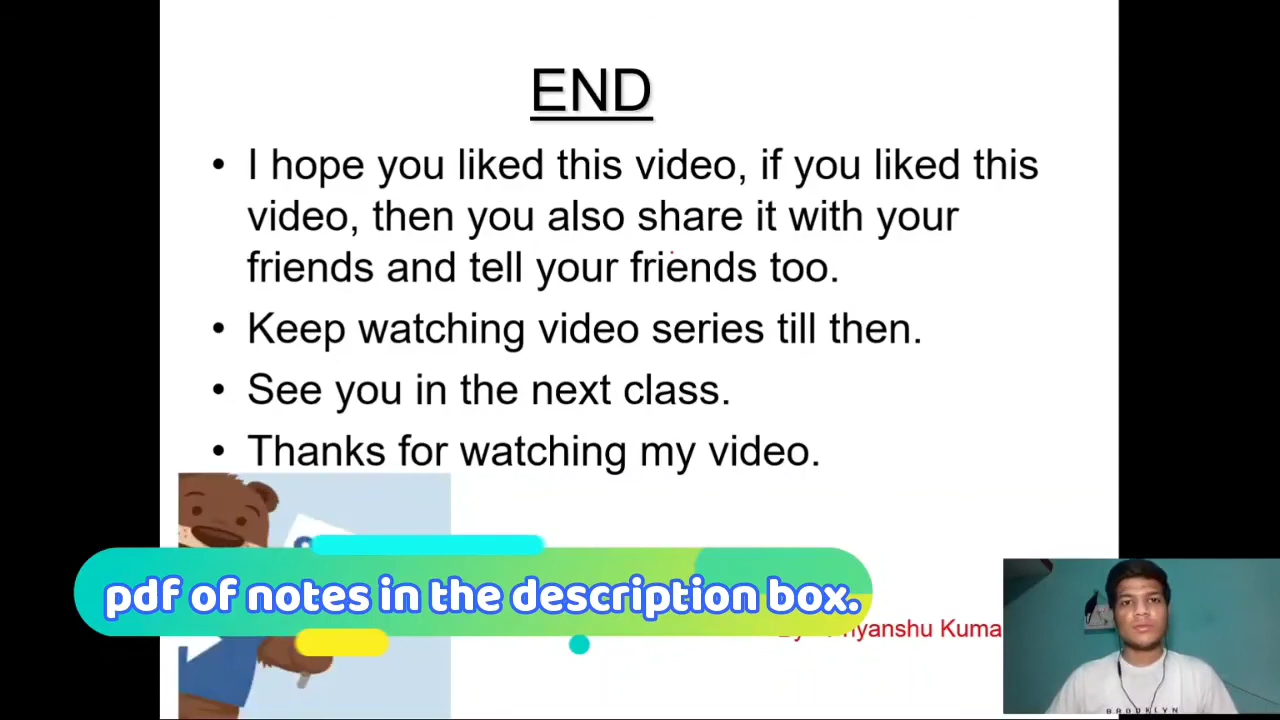 END
• I hope you liked this video, if you liked this
video, then you also share it with your
friends and tell your friends too.
• Keep watching video series till then.
• See you in the next class.
• Thanks for watching my video.
pdf of notes in the description box.
BROOKLYN